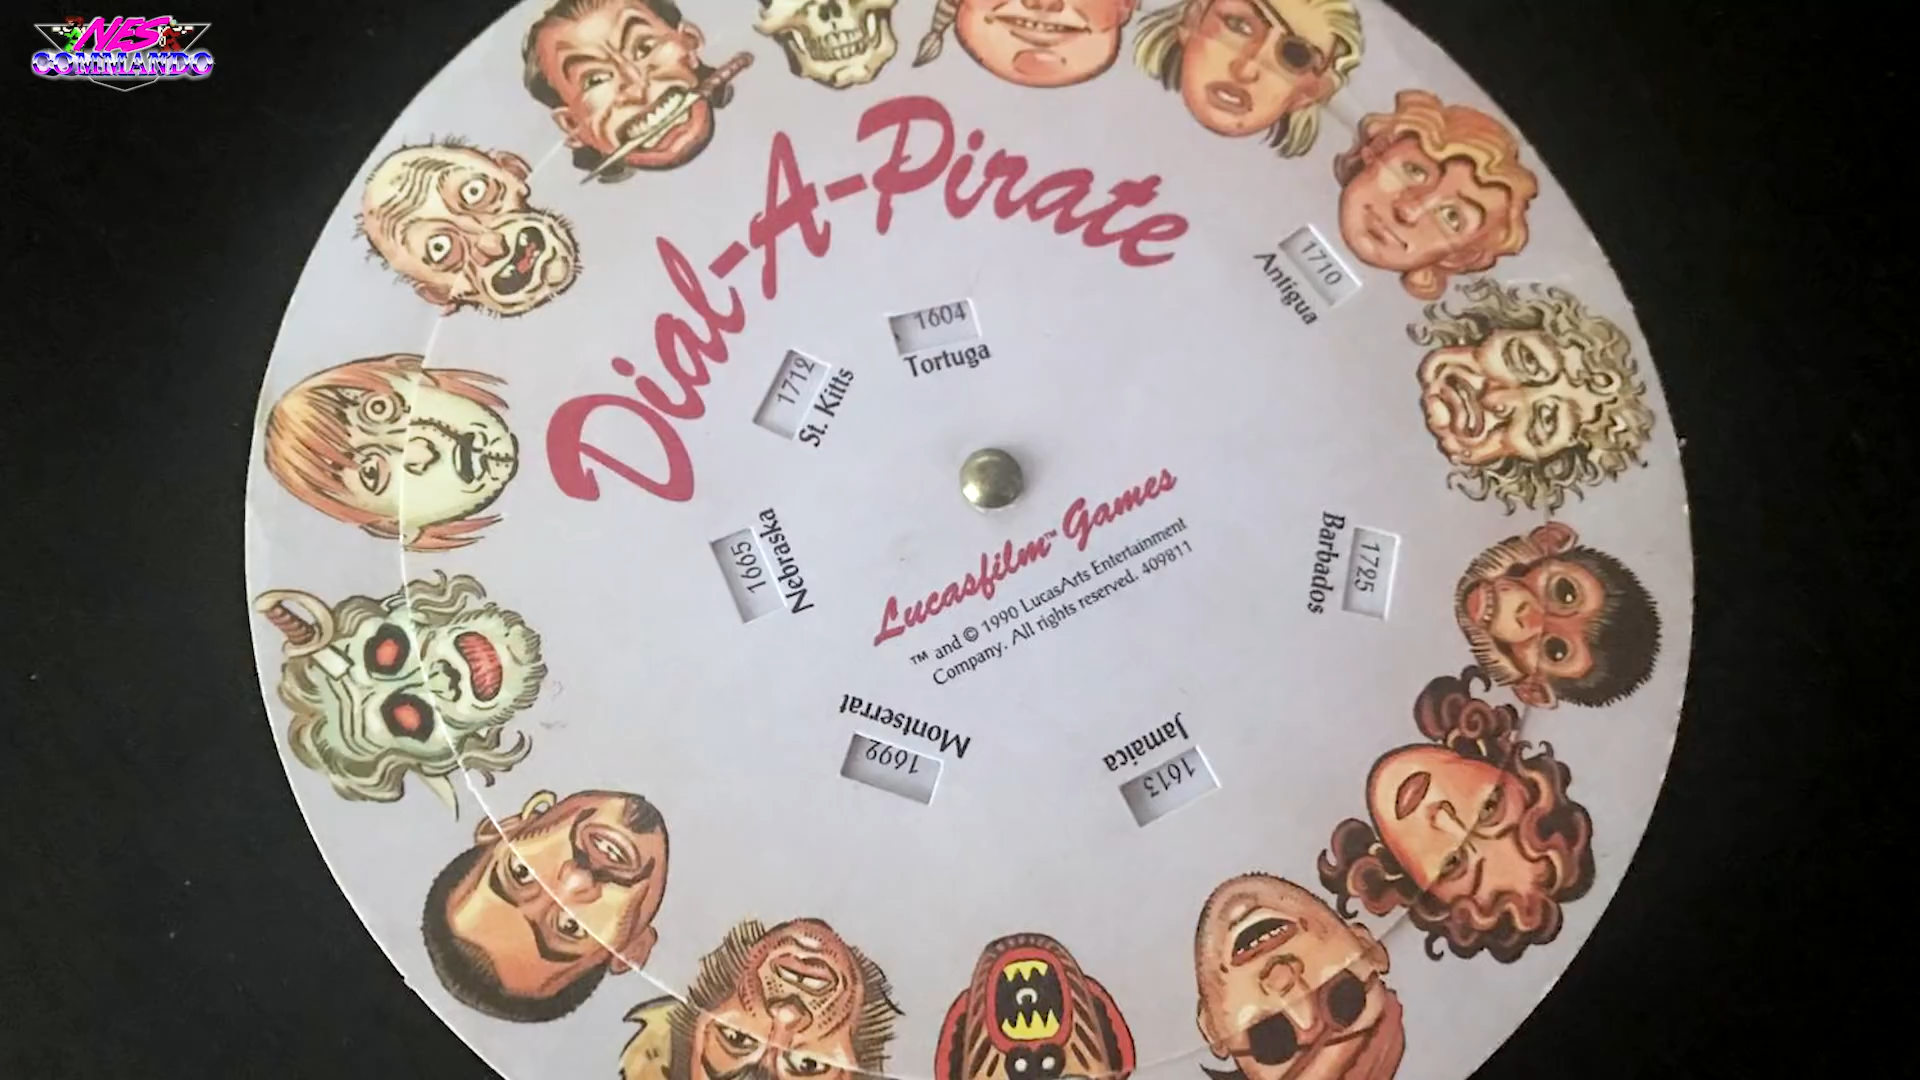 NES
COMMANDO
Dial-A-Pirate
1710
Antigua
1604
Tortuga
1712
St. Kitts
1665
Nebraska
1725
Barbados
Lucasfilm™ Games
™ and © 1990 LucasArts Entertainment
Company. All rights reserved. 409811
1692
Montserrat
1613
Jamaica